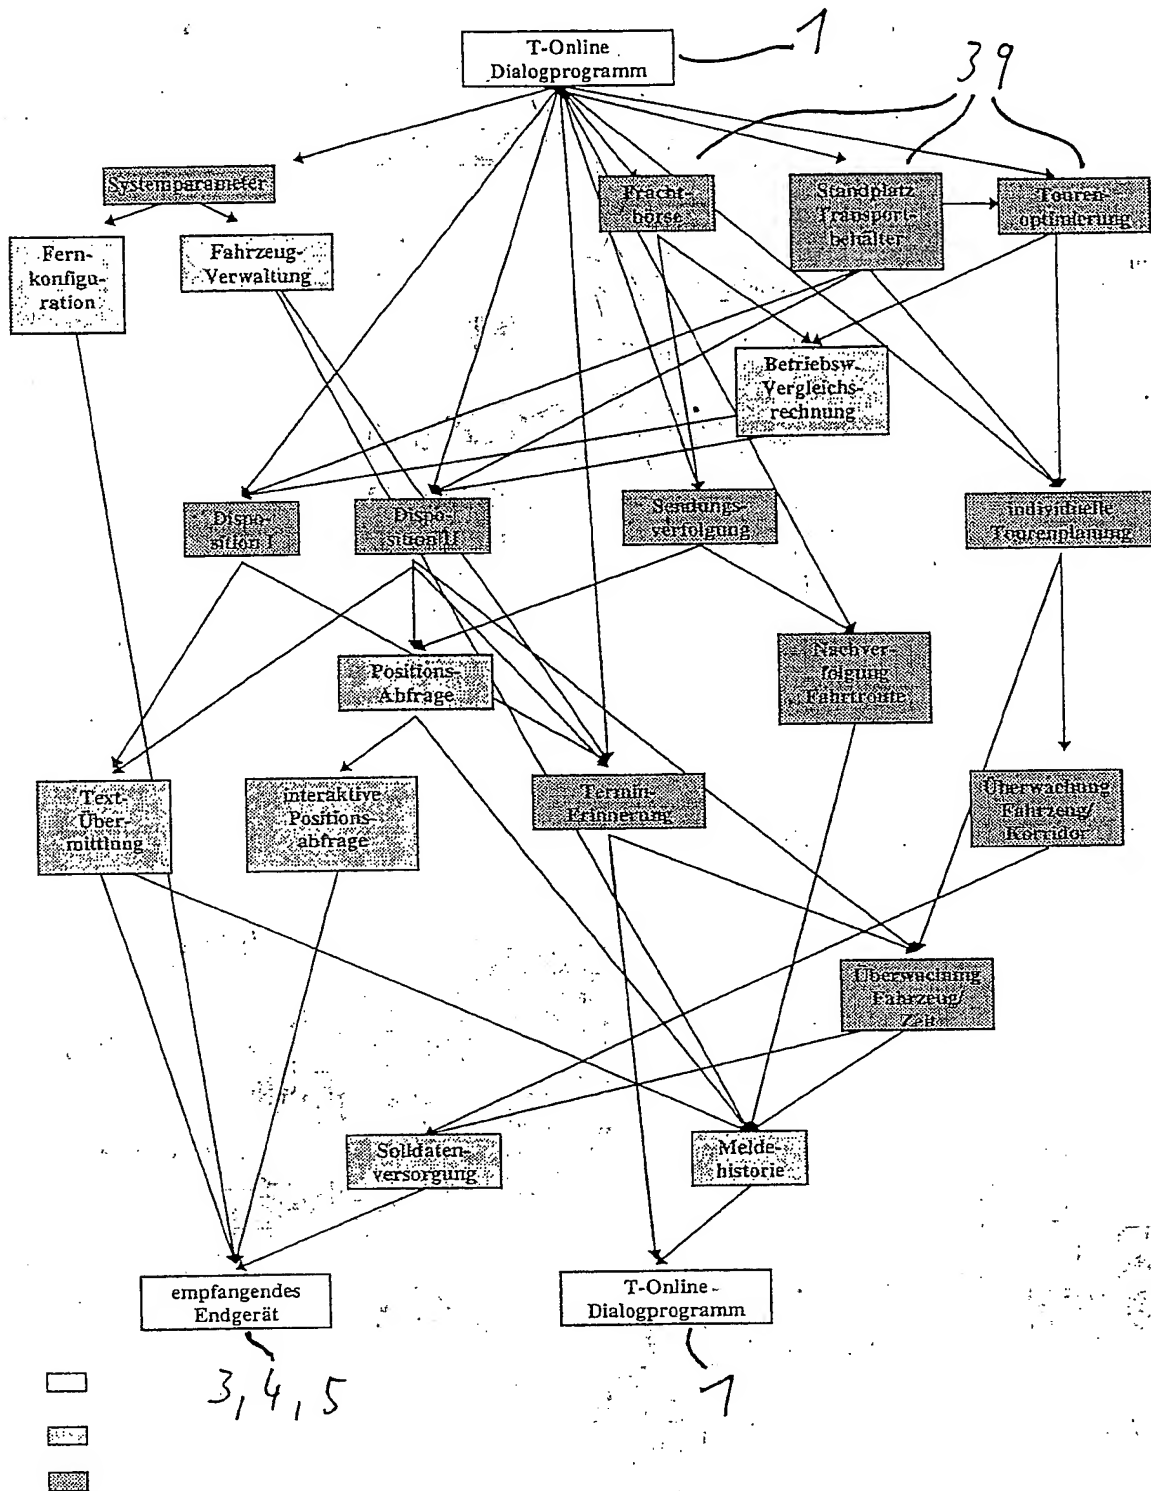 T-Online
Dialogprogramm
1
39
Systemparameter
Fracht-
börse
Standplatz
Transport-
behälter
Touren-
optimierung
Fern-
konfigu-
ration
Fahrzeug-
Verwaltung
Betriebsw.
Vergleichs-
rechnung
Dispo-
sition I
Dispo-
sition II
Sendungs-
verfolgung
individuelle
Tourenplanung
Positions-
Abfrage
Nachver-
folgung
Fahrtroute
Text-
Über-
mittlung
interaktive
Positions-
abfrage
Termin-
Erinnerung
Überwachung
Fahrzeug/
Korridor
Überwachung
Fahrzeug/
Zeit
Solldaten-
versorgung
Melde-
historie
empfangendes
Endgerät
T-Online-
Dialogprogramm
3, 4, 5
1